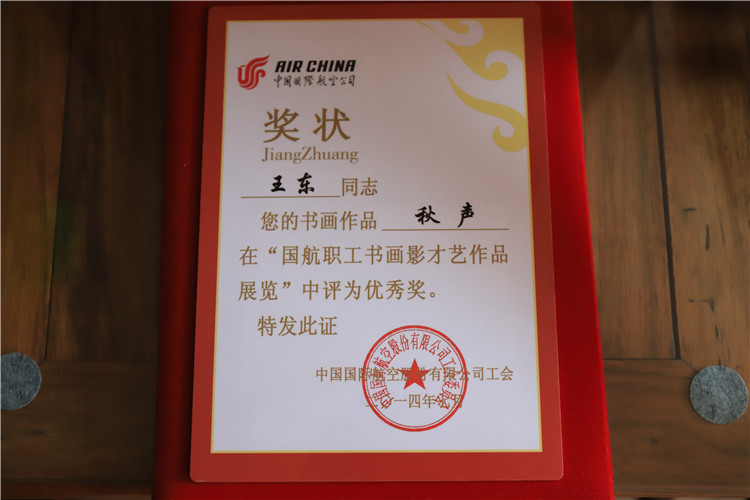 AIR CHINA
中国国际航空公司
奖状
JiangZhuang
王东同志
您的书画作品秋声
在“国航职工书画影才艺作品
展览”中评为优秀奖。
特发此证
中国国际航空股份有限公司工会